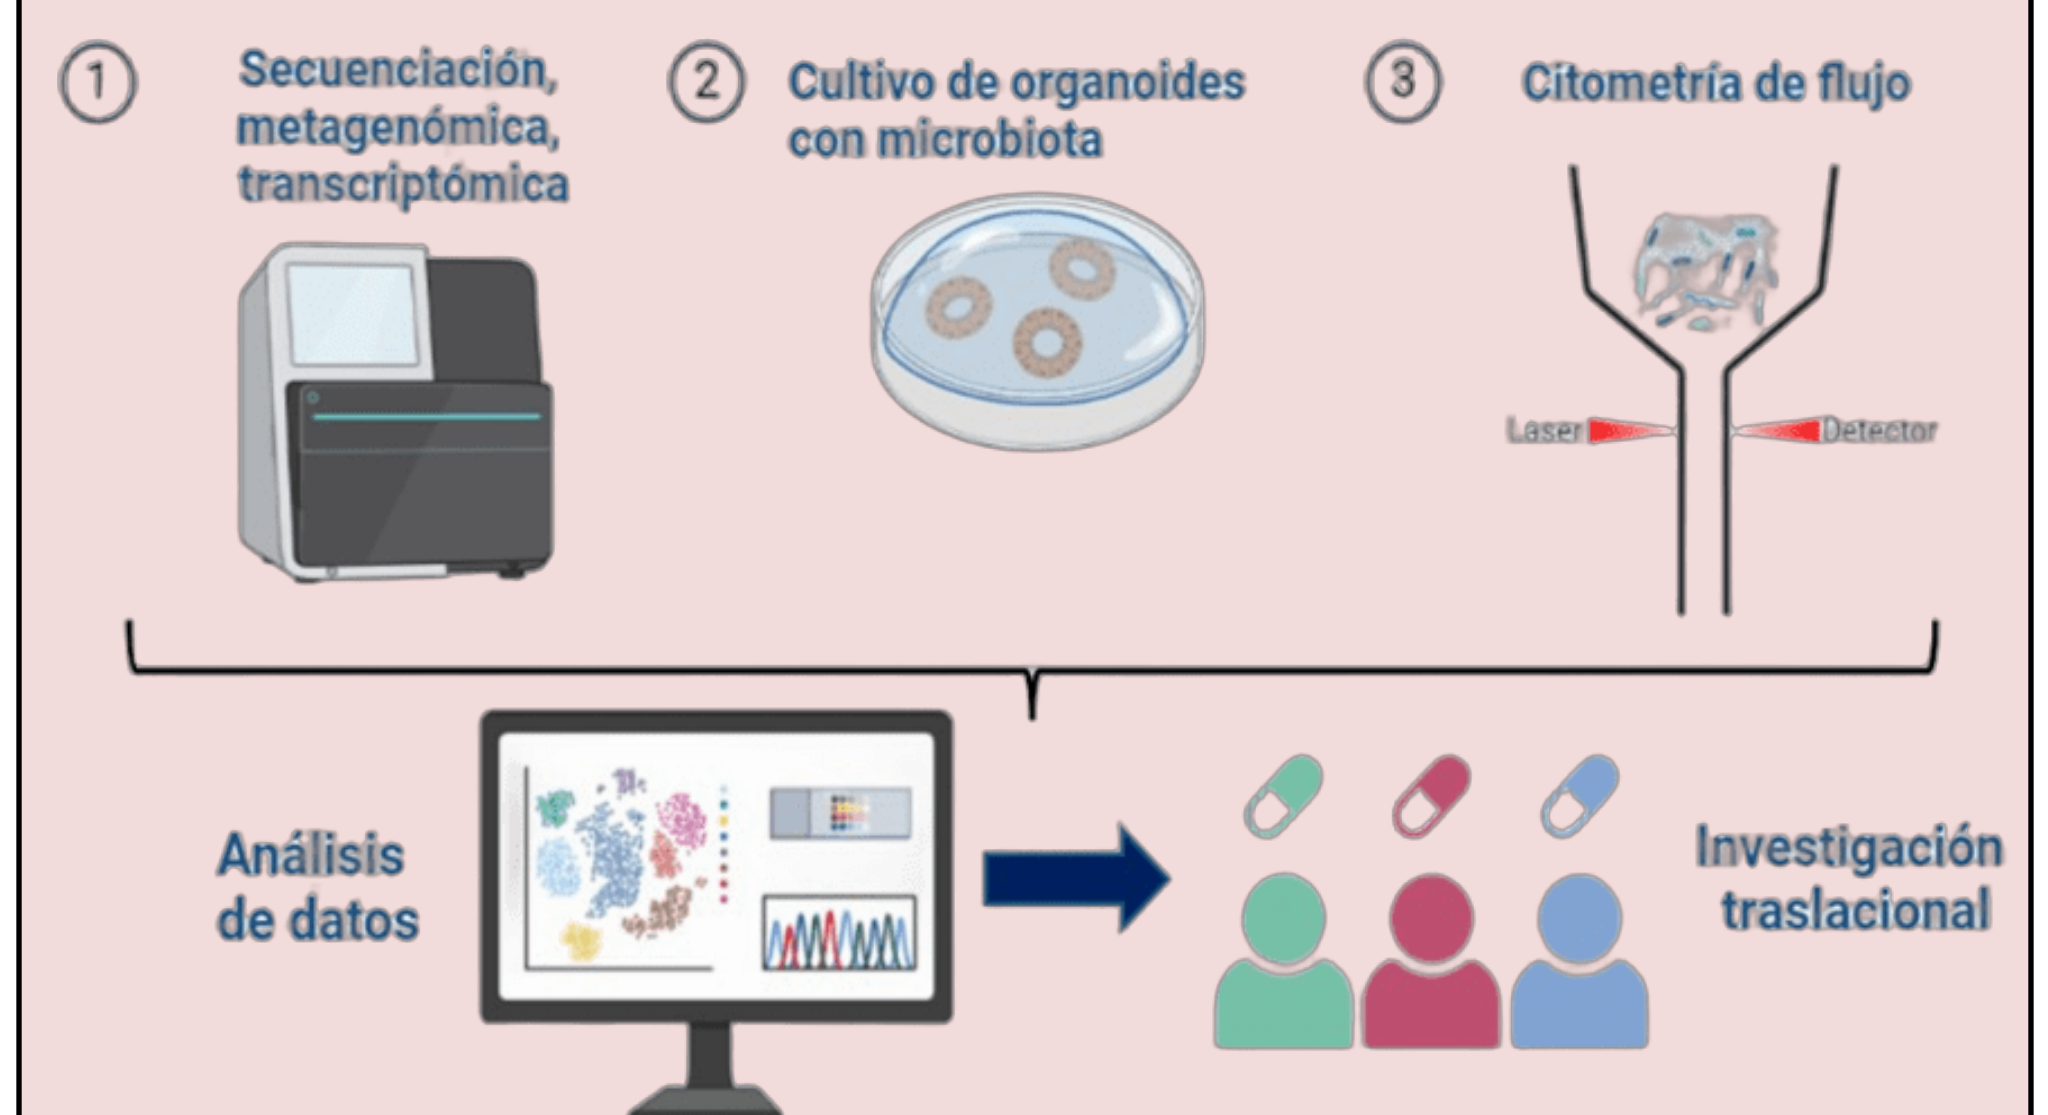 1
Secuenciación,
metagenómica,
transcriptómica
2
Cultivo de organoides
con microbiota
3
Citometría de flujo
Laser
Detector
Análisis
de datos
Investigación
traslacional